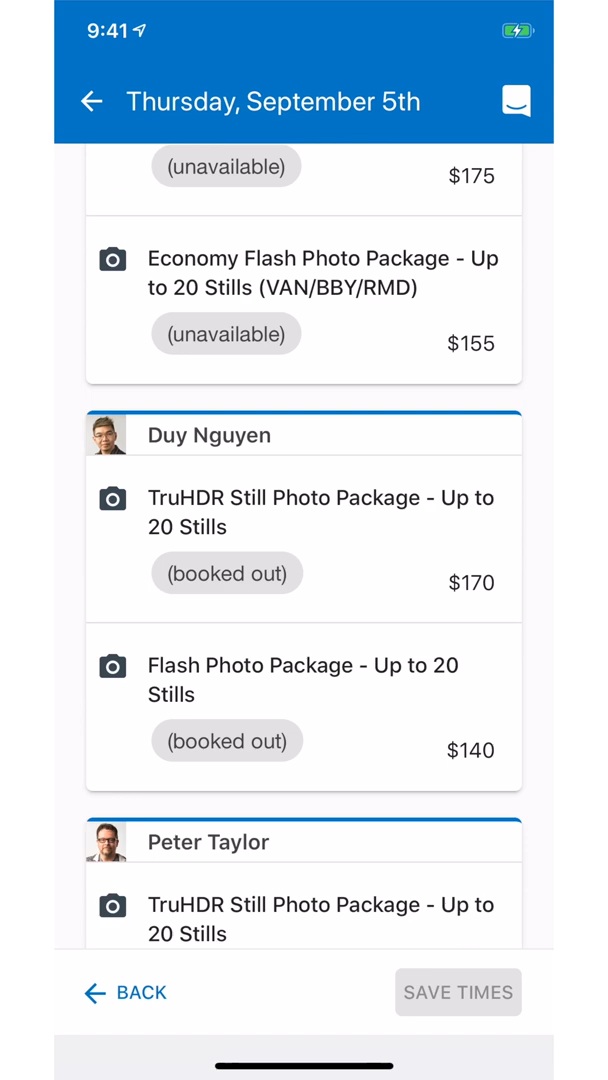 9:41
Thursday, September 5th
(unavailable)
$175
Economy Flash Photo Package - Up
to 20 Stills (VAN/BBY/RMD)
(unavailable)
$155
Duy Nguyen
TruHDR Still Photo Package - Up to
20 Stills
(booked out)
$170
Flash Photo Package - Up to 20
Stills
(booked out)
$140
Peter Taylor
TruHDR Still Photo Package - Up to
20 Stills
BACK
SAVE TIMES